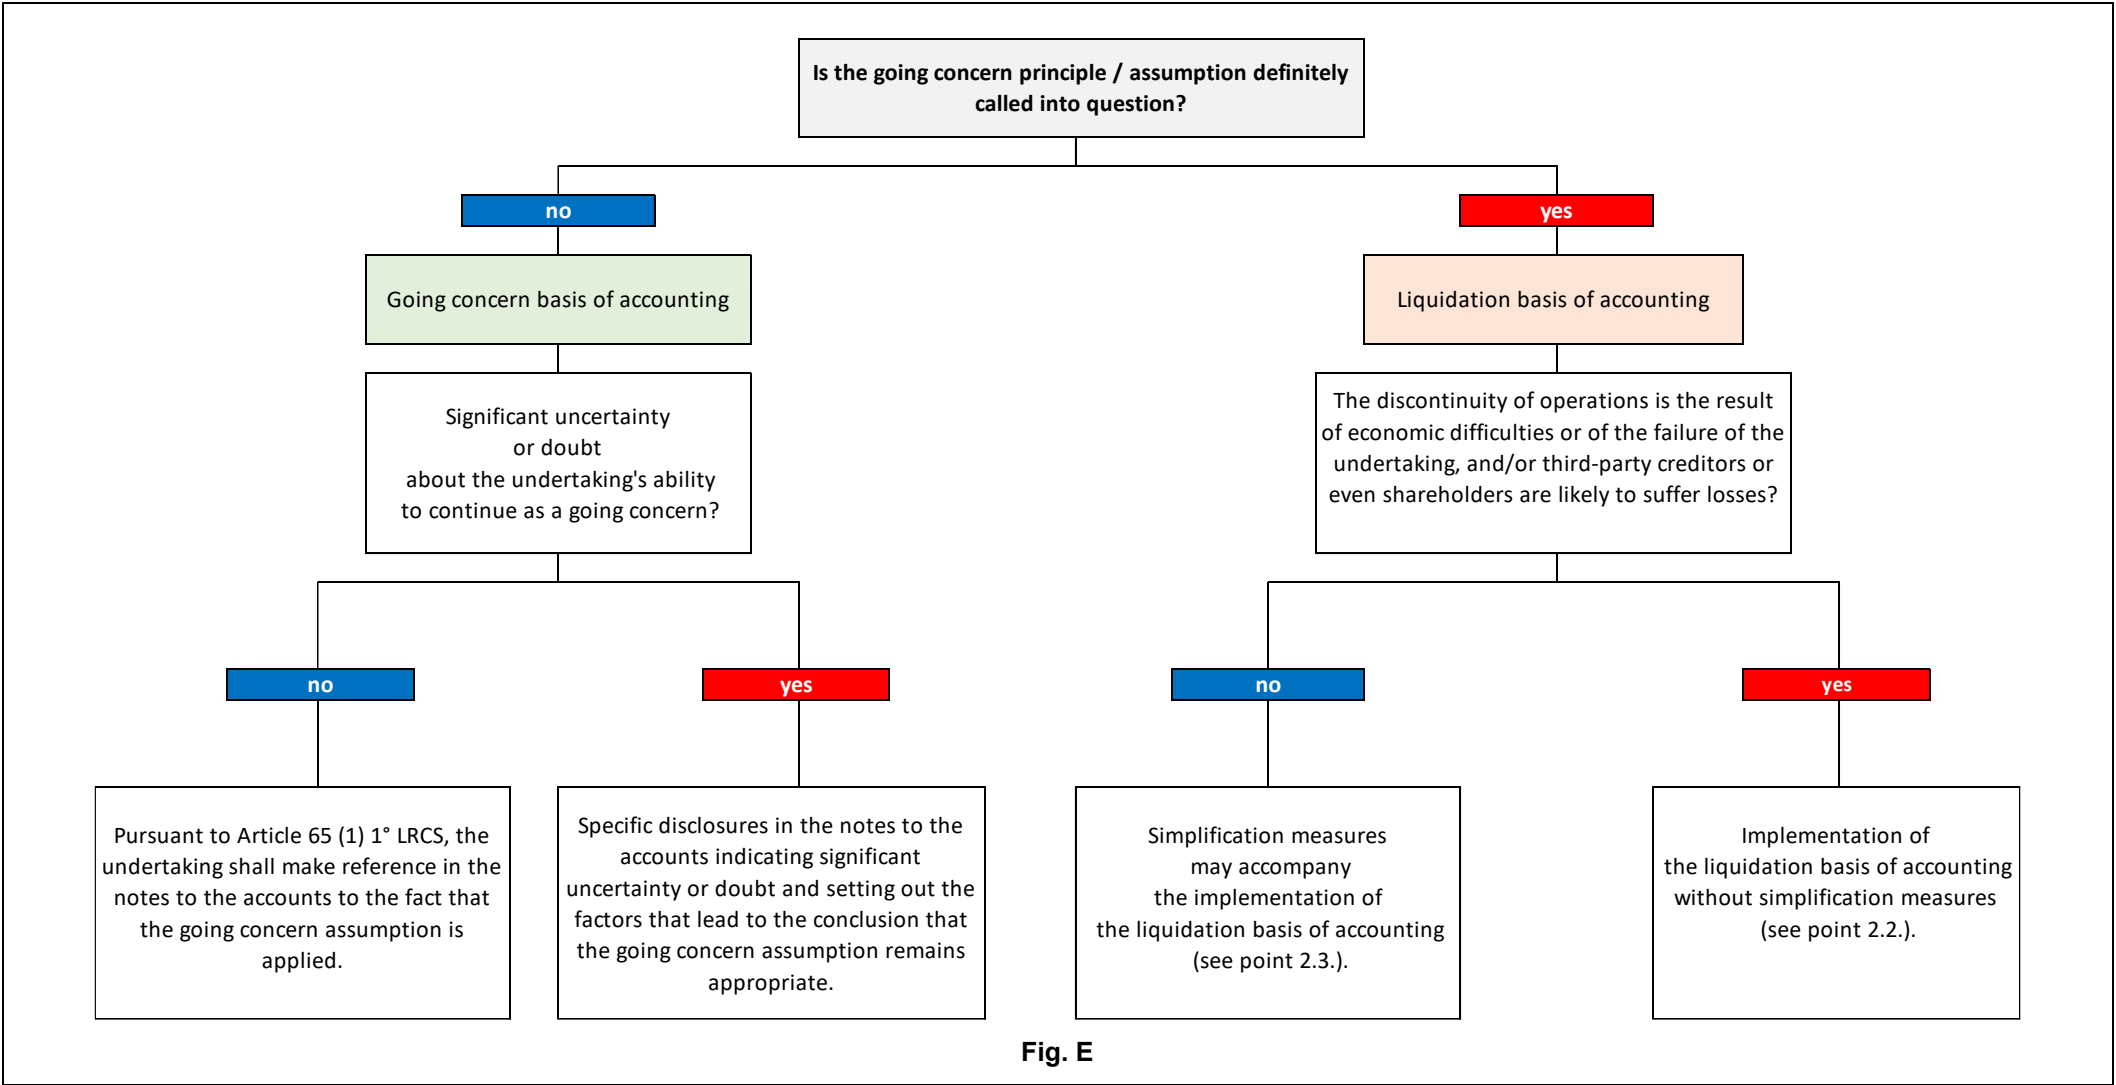 Is the going concern principle / assumption definitely
called into question?
no
yes
Going concern basis of accounting
Liquidation basis of accounting
Significant uncertainty
or doubt
about the undertaking's ability
to continue as a going concern?
The discontinuity of operations is the result
of economic difficulties or of the failure of the
undertaking, and/or third-party creditors or
even shareholders are likely to suffer losses?
no
yes
no
yes
Pursuant to Article 65 (1) 1° LRCS, the
undertaking shall make reference in the
notes to the accounts to the fact that
the going concern assumption is
applied.
Specific disclosures in the notes to the
accounts indicating significant
uncertainty or doubt and setting out the
factors that lead to the conclusion that
the going concern assumption remains
appropriate.
Simplification measures
may accompany
the implementation of
the liquidation basis of accounting
(see point 2.3.).
Implementation of
the liquidation basis of accounting
without simplification measures
(see point 2.2.).
Fig. E